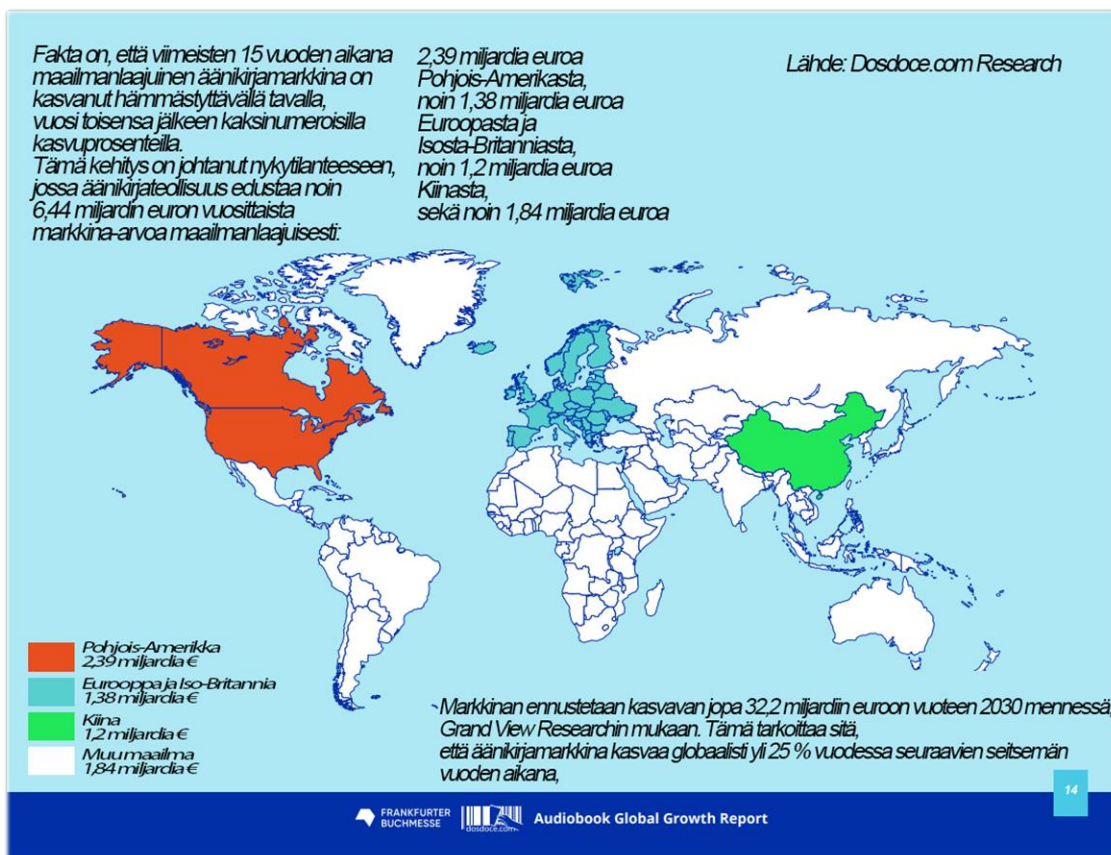 Fakta on, että viimeisten 15 vuoden aikana
maailmanlaajuinen äänikirjamarkkina on
kasvanut hämmästyttävällä tavalla,
vuosi toisensa jälkeen kaksinumeroisilla
kasvuprosenteilla.
Tämä kehitys on johtanut nykytilanteeseen,
jossa äänikirjateollisuus edustaa noin
6,44 miljardin euron vuosittaista
markkina-arvoa maailmanlaajuisesti:
2,39 miljardia euroa
Pohjois-Amerikasta,
noin 1,38 miljardia euroa
Euroopasta ja
Isosta-Britanniasta,
noin 1,2 miljardia euroa
Kiinasta,
sekä noin 1,84 miljardia euroa
Lähde: Dosdoce.com Research
Pohjois-Amerikka
2,39 miljardia €
Eurooppa ja Iso-Britannia
1,38 miljardia €
Kiina
1,2 miljardia €
Muu maailma
1,84 miljardia €
Markkinan ennustetaan kasvavan jopa 32,2 miljardiin euroon vuoteen 2030 mennessä,
Grand View Researchin mukaan. Tämä tarkoittaa sitä,
että äänikirjamarkkina kasvaa globaalisti yli 25 % vuodessa seuraavien seitsemän
vuoden aikana,
14
FRANKFURTER
BUCHMESSE
dosdoce.com
Audiobook Global Growth Report